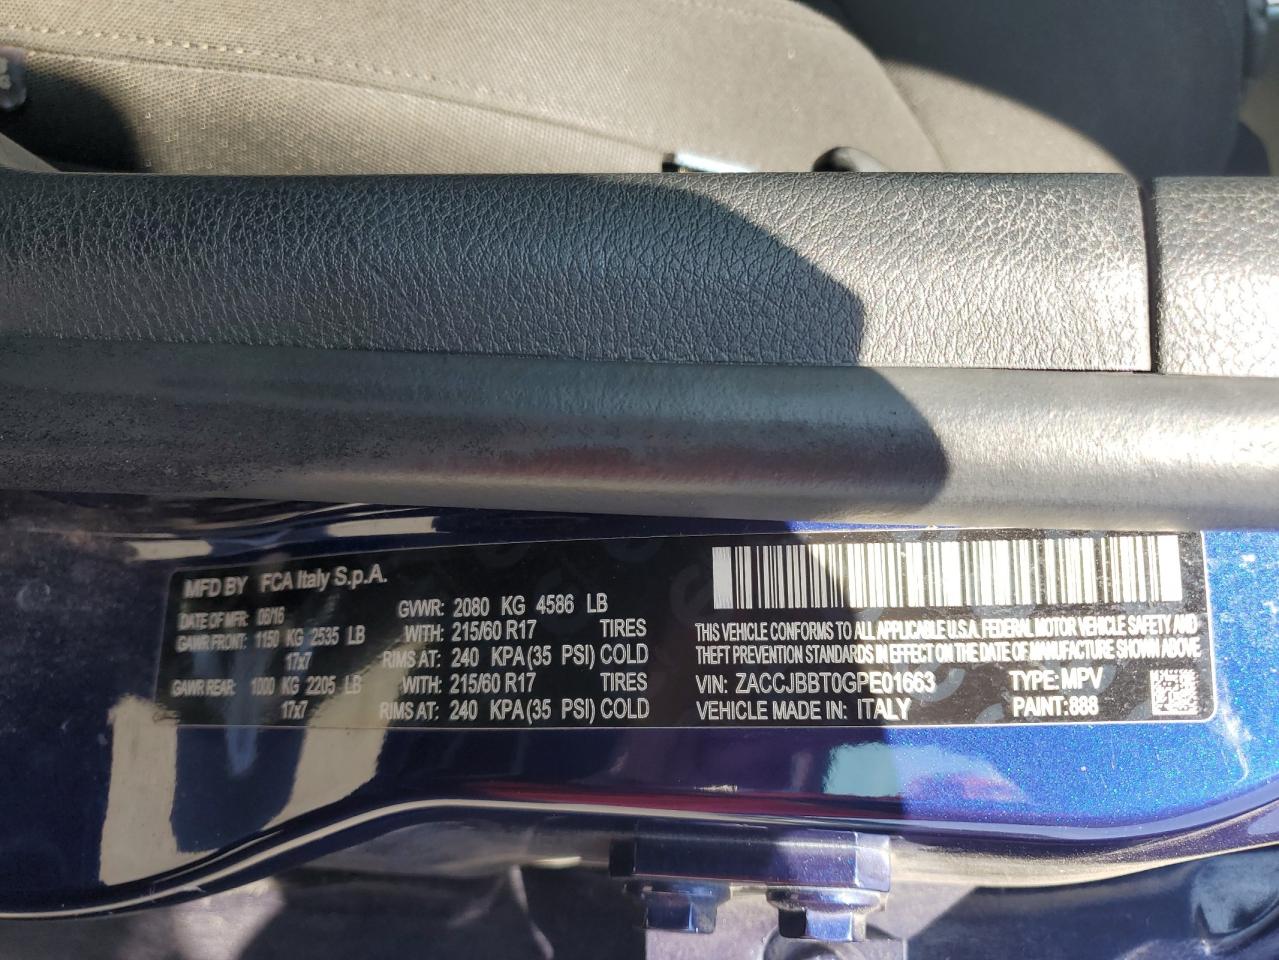 MFD BY FCA Italy S.p.A.
DATE OF MFR: 06/16 GVWR: 2080 KG 4586 LB
GAWR FRONT: 1150 KG 2535 LB WITH: 215/60 R17 TIRES
17x7 RIMS AT: 240 KPA(35 PSI) COLD
GAWR REAR: 1000 KG 2205 LB WITH: 215/60 R17 TIRES
17x7 RIMS AT: 240 KPA(35 PSI) COLD
THIS VEHICLE CONFORMS TO ALL APPLICABLE U.S.A. FEDERAL MOTOR VEHICLE SAFETY AND
THEFT PREVENTION STANDARDS IN EFFECT ON THE DATE OF MANUFACTURE SHOWN ABOVE.
VIN: ZACCJBBT0GPE01663 TYPE: MPV
VEHICLE MADE IN: ITALY PAINT: 888